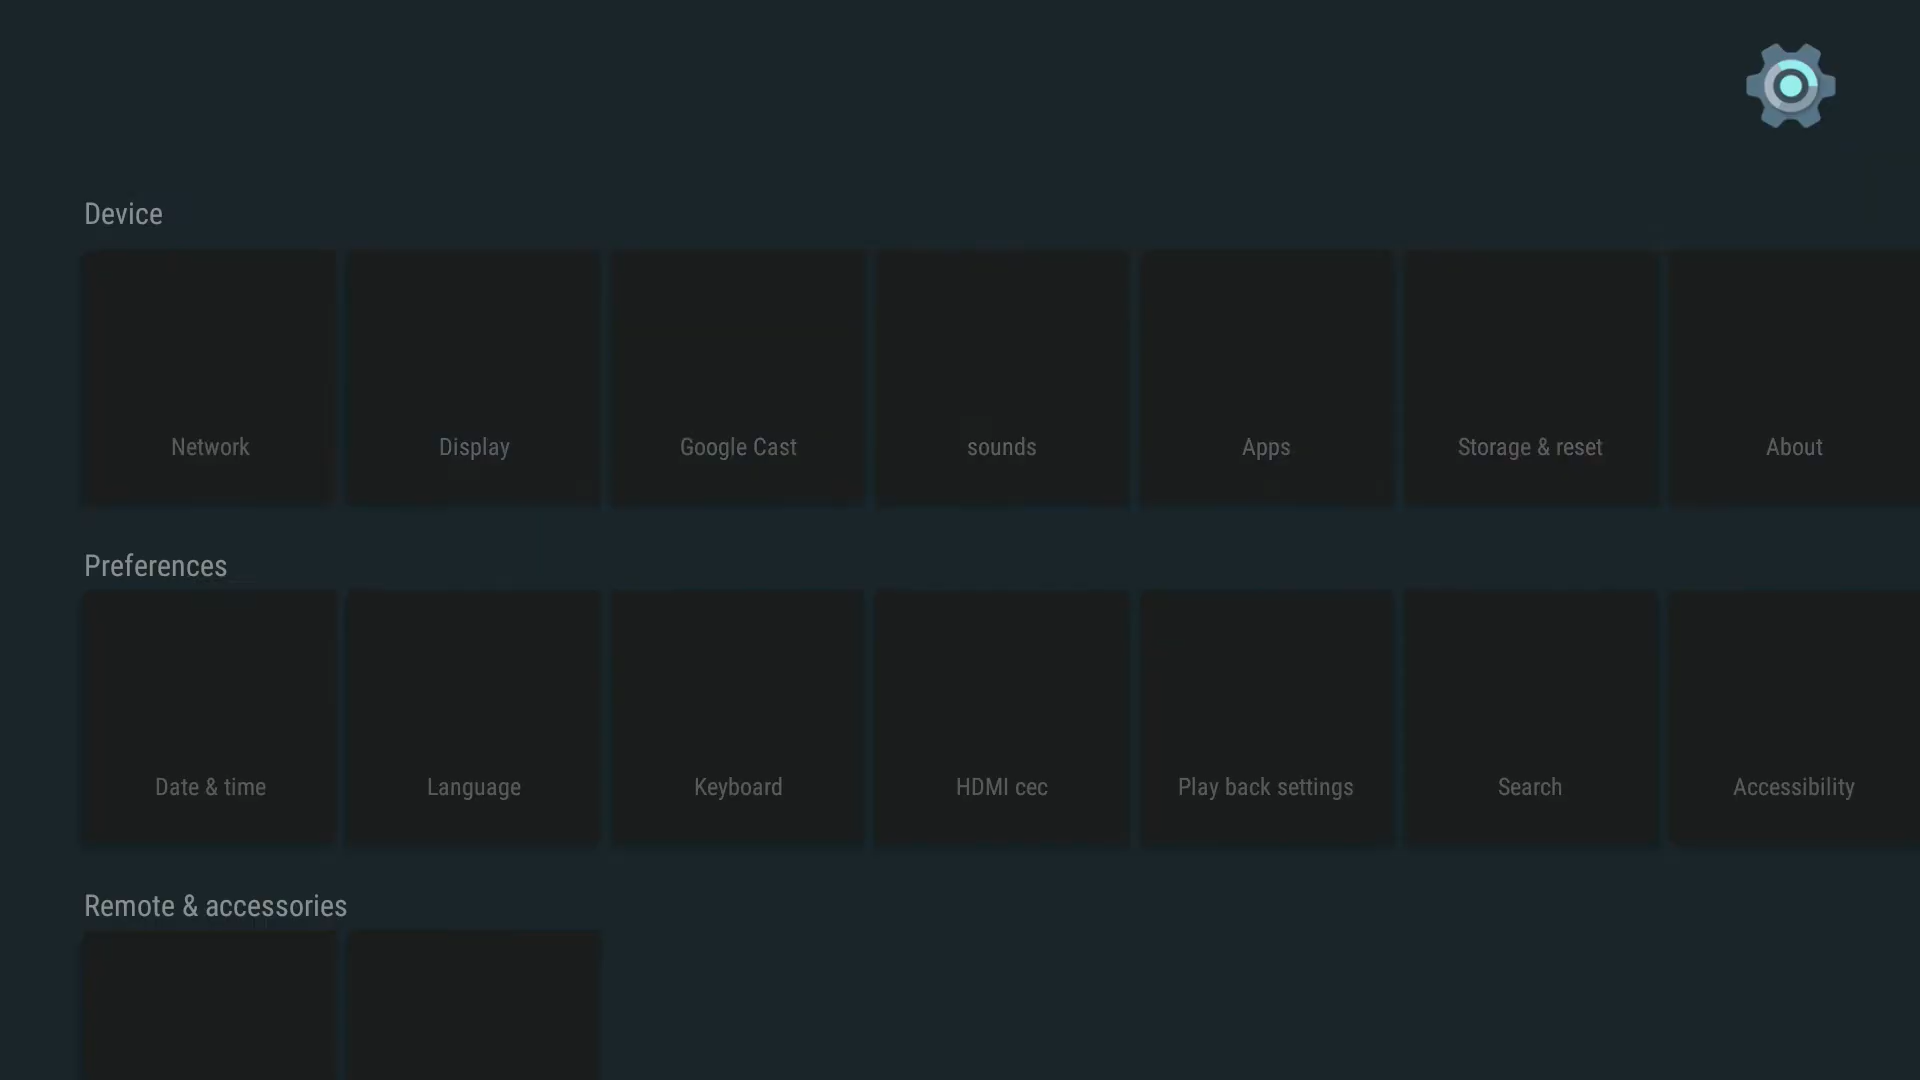 Device
Network
Display
Google Cast
sounds
Apps
Storage & reset
About
Preferences
Date & time
Language
Keyboard
HDMI cec
Play back settings
Search
Accessibility
Remote & accessories